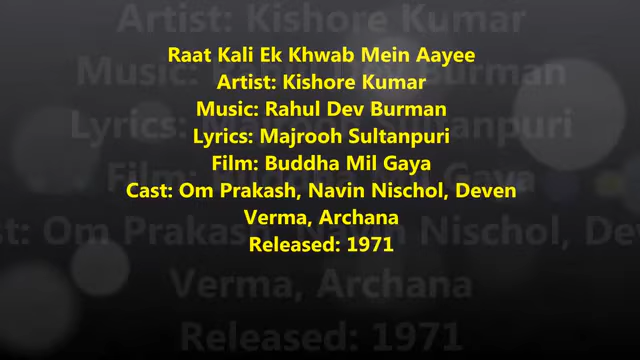 Raat Kali Ek Khwab Mein Aayee
Artist: Kishore Kumar
Music: Rahul Dev Burman
Lyrics: Majrooh Sultanpuri
Film: Buddha Mil Gaya
Cast: Om Prakash, Navin Nischol, Deven
Verma, Archana
Released: 1971